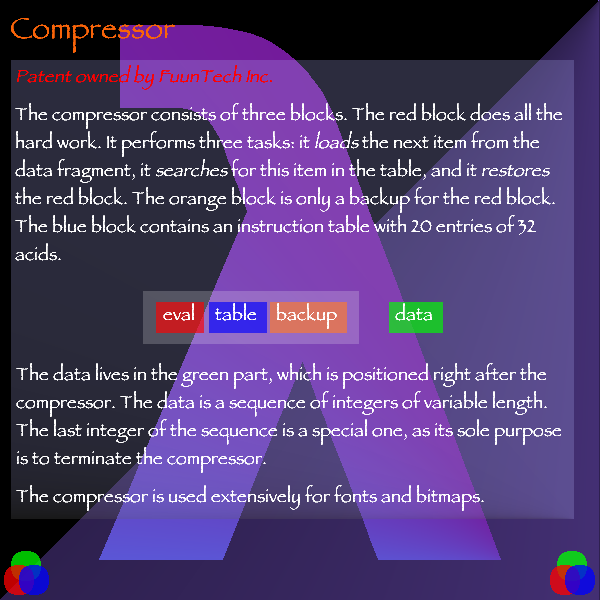 Compressor
Patent owned by FuunTech Inc.
The compressor consists of three blocks. The red block does all the
hard work. It performs three tasks: it loads the next item from the
data fragment, it searches for this item in the table, and it restores
the red block. The orange block is only a backup for the red block.
The blue block contains an instruction table with 20 entries of 32
acids.
eval table backup data
The data lives in the green part, which is positioned right after the
compressor. The data is a sequence of integers of variable length.
The last integer of the sequence is a special one, as its sole purpose
is to terminate the compressor.
The compressor is used extensively for fonts and bitmaps.